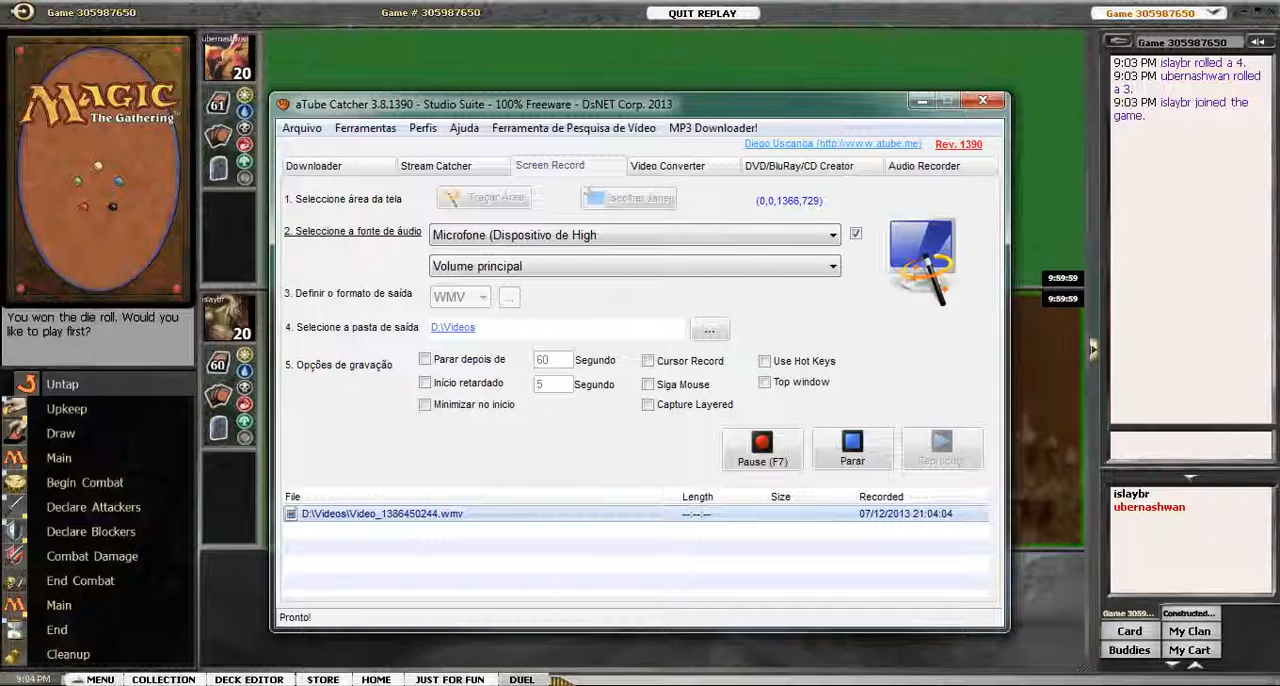 Game 305987650
Game # 305987650
QUIT REPLAY
Game 305987650
MAGIC
The Gathering
ubernashwan
20
61
You won the die roll. Would you
like to play first?
islaybr
20
60
Untap
Upkeep
Draw
Main
Begin Combat
Declare Attackers
Declare Blockers
Combat Damage
End Combat
Main
End
Cleanup
aTube Catcher 3.8.1390 - Studio Suite - 100% Freeware - DsNET Corp. 2013
Arquivo Ferramentas Perfis Ajuda Ferramenta de Pesquisa de Vídeo MP3 Downloader!
Diego Uscanga (http://www.atube.me) Rev. 1390
Downloader Stream Catcher Screen Record Video Converter DVD/BluRay/CD Creator Audio Recorder
1. Seleccione área da tela Traçar Área Escolher Janel (0,0,1366,729)
2. Seleccione a fonte de áudio Microfone (Dispositivo de High
Volume principal
3. Definir o formato de saída WMV ...
4. Selecione a pasta de saída D:\Videos ...
5. Opções de gravação
Parar depois de 60 Segundo Cursor Record Use Hot Keys
Início retardado 5 Segundo Siga Mouse Top window
Minimizar no início Capture Layered
Pause (F7) Parar Reproduzir
File Length Size Recorded
D:\Videos\Video_1386450244.wmv --:--:-- 07/12/2013 21:04:04
Pronto!
9:59:59
9:59:59
Game 305987650
9:03 PM islaybr rolled a 4.
9:03 PM ubernashwan rolled
a 3.
9:03 PM islaybr joined the
game.
islaybr
ubernashwan
Game 3059... Constructed...
Card My Clan
Buddies My Cart
9:04 PM MENU COLLECTION DECK EDITOR STORE HOME JUST FOR FUN DUEL